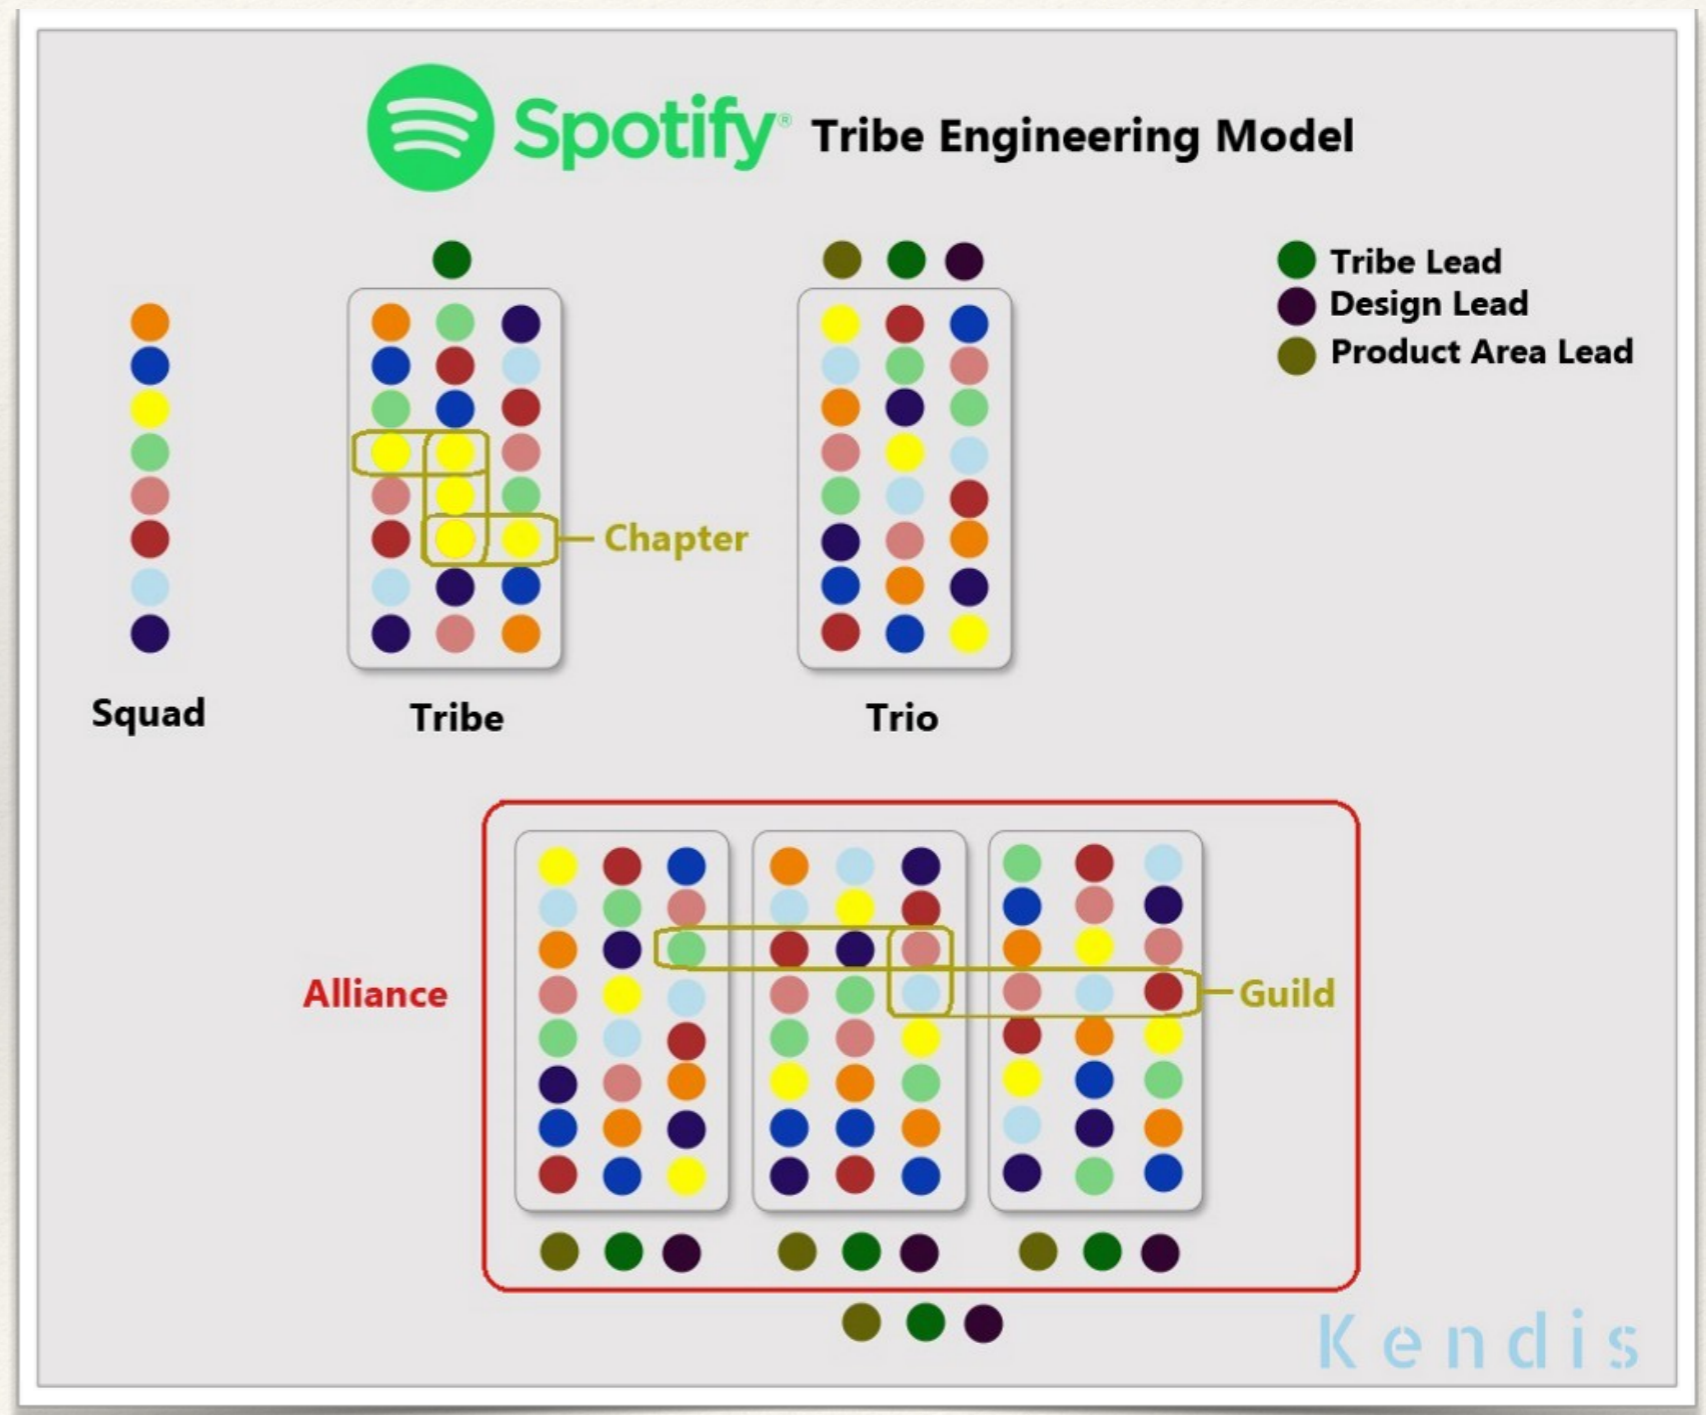 Spotify® Tribe Engineering Model
Tribe Lead
Design Lead
Product Area Lead
Chapter
Squad
Tribe
Trio
Alliance
Guild
Kendis